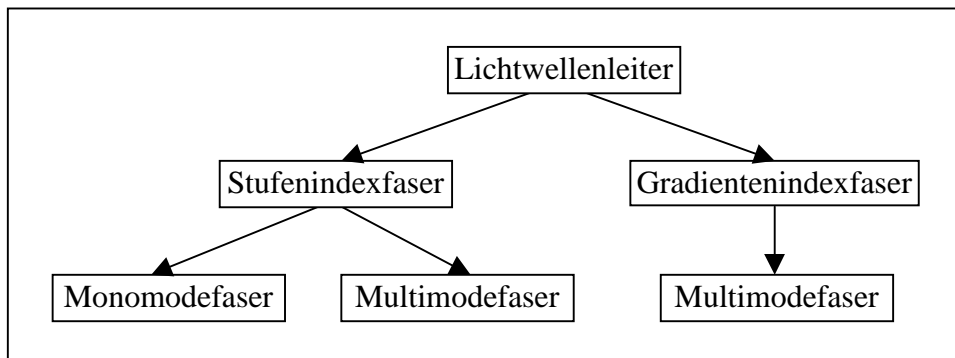 Lichtwellenleiter
Stufenindexfaser
Gradientenindexfaser
Monomodefaser
Multimodefaser
Multimodefaser